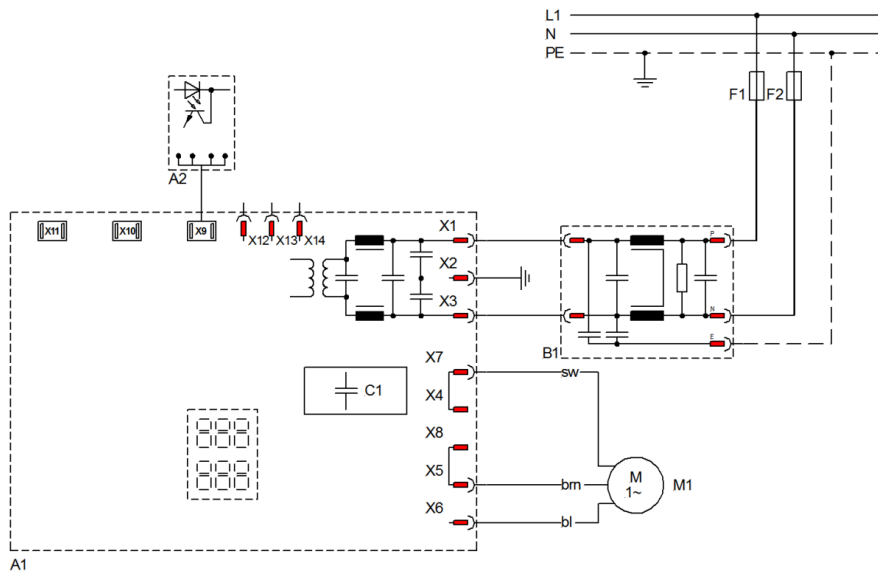 L1
N
PE
F1 F2
A2
X11 X10 X9 X12 X13 X14
X1
X2
X3
P
N
E
B1
X7
sw
X4
C1
X8
X5
brn
M
1~
M1
X6
bl
A1